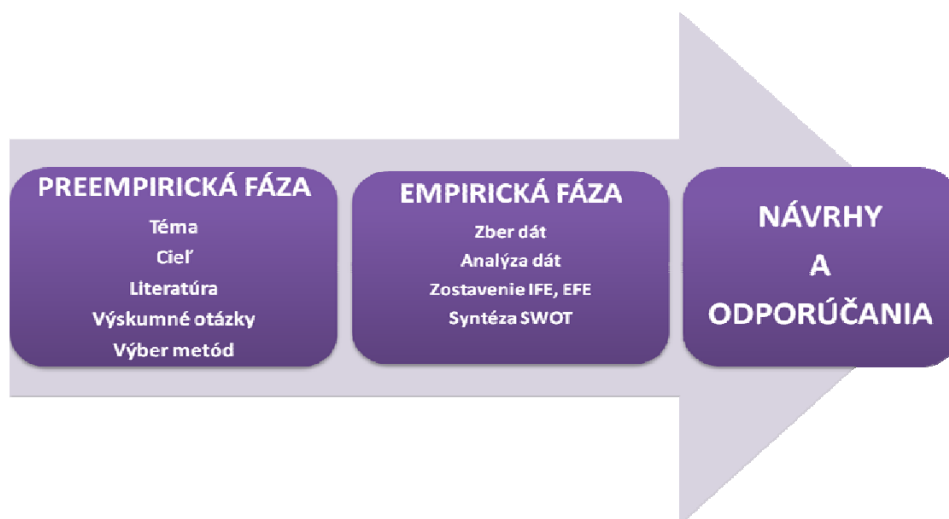 PREEMPIRICKÁ FÁZA
Téma
Cieľ
Literatúra
Výskumné otázky
Výber metód
EMPIRICKÁ FÁZA
Zber dát
Analýza dát
Zostavenie IFE, EFE
Syntéza SWOT
NÁVRHY
A
ODPORÚČANIA